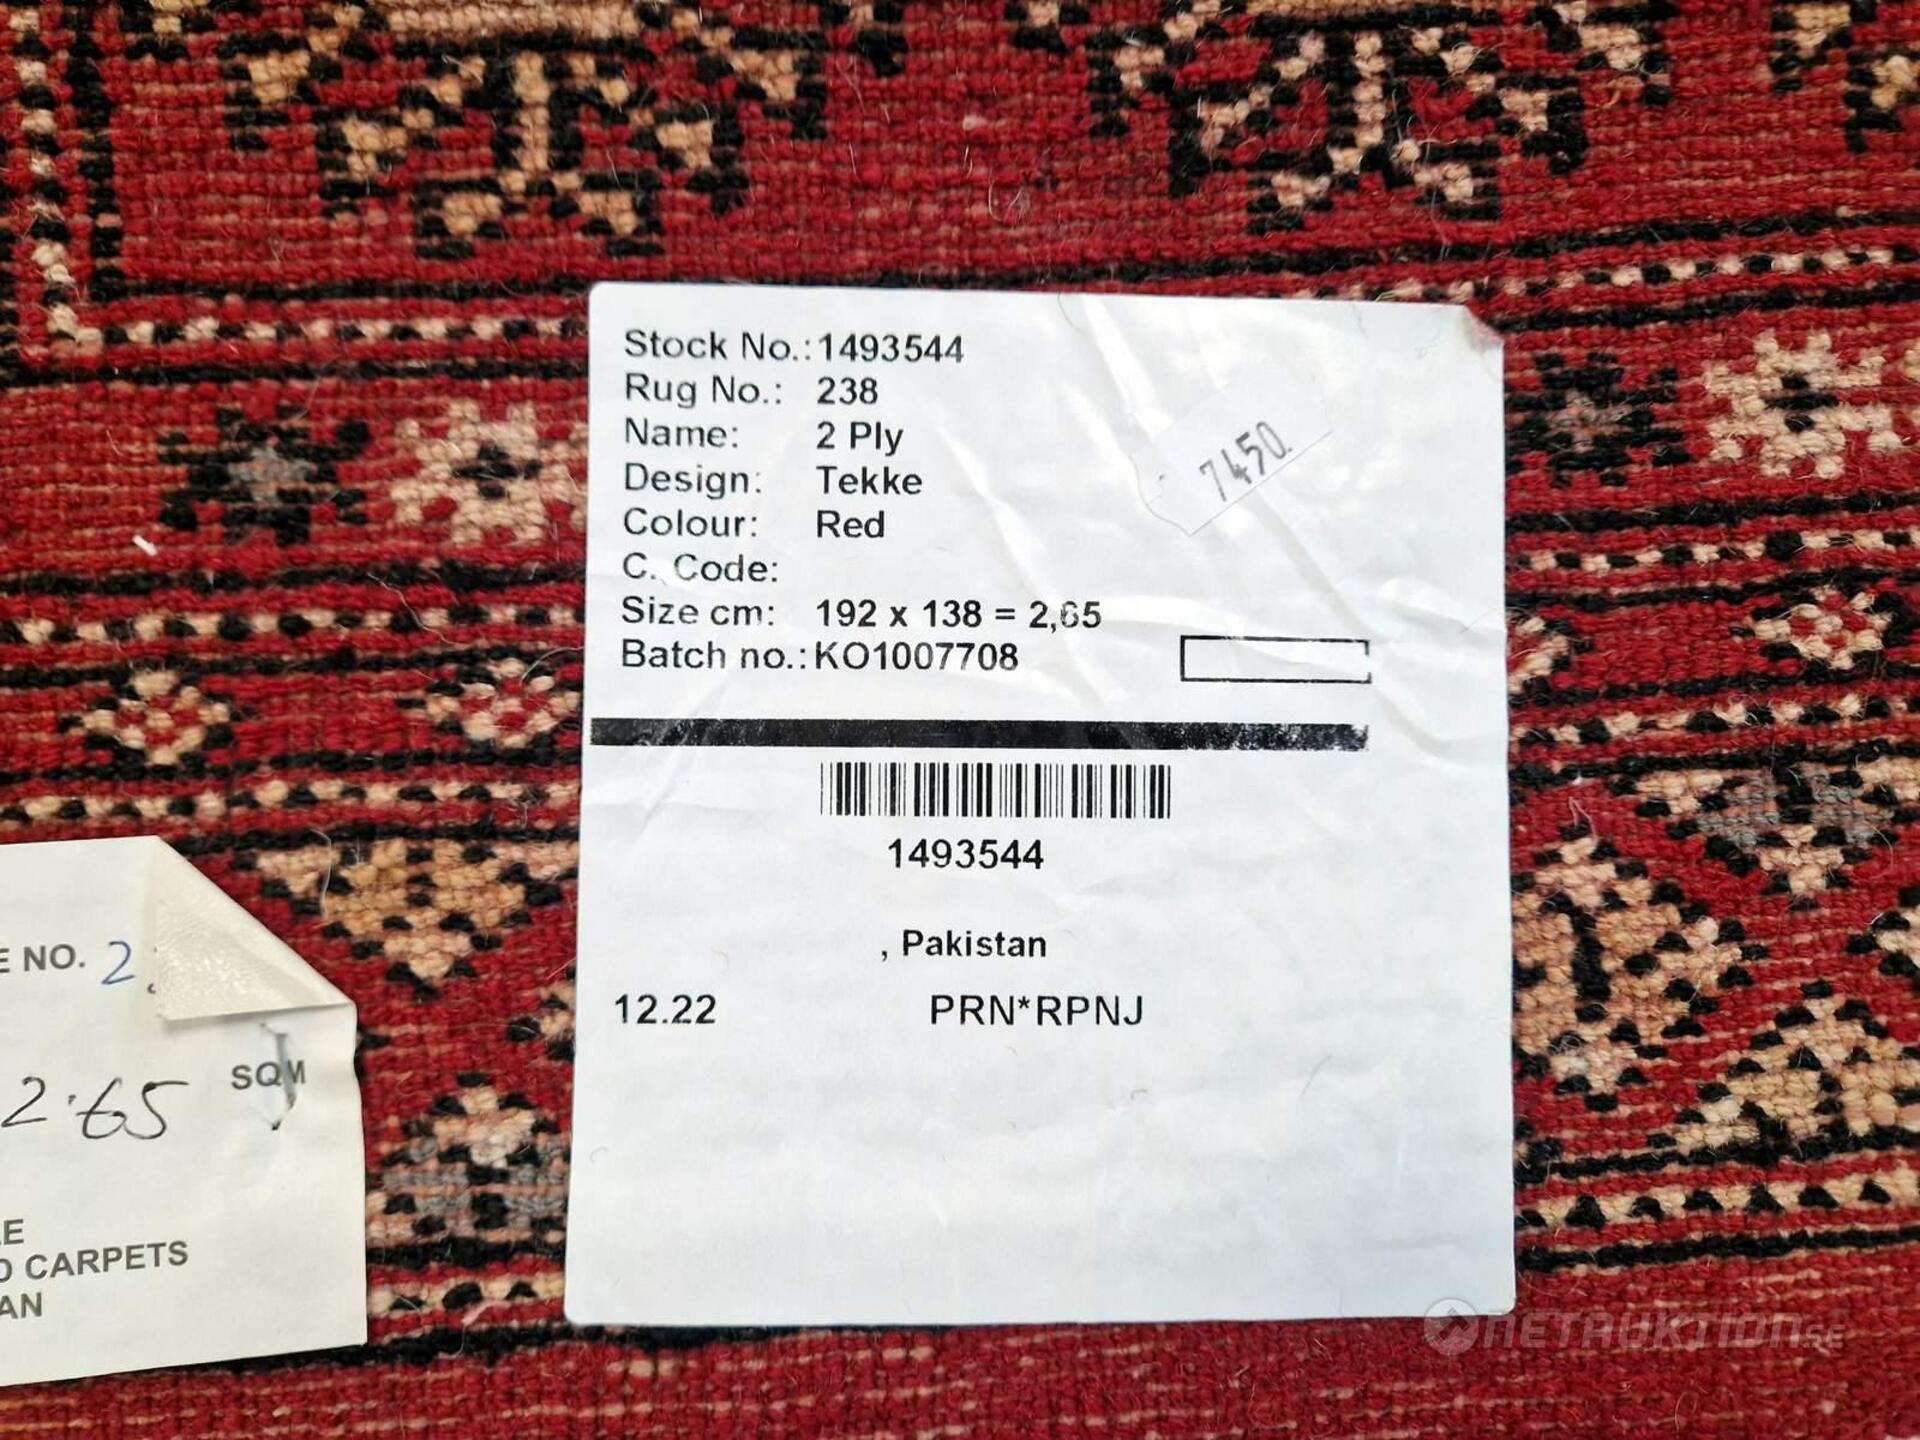 Stock No.: 1493544
Rug No.: 238
Name: 2 Ply
Design: Tekke
Colour: Red
C. Code:
Size cm: 192 x 138 = 2,65
Batch no.: KO1007708
7450.
1493544
, Pakistan
12.22 PRN*RPNJ
NO. 2
2.65 SQM
CARPETS
NETAUKTION.SE